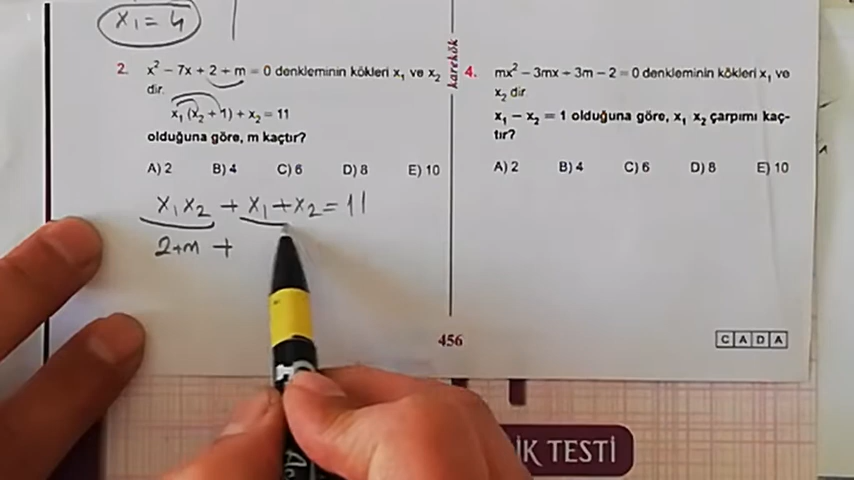 x₁ = 4
2. x² − 7x + 2 + m = 0 denkleminin kökleri x₁ ve x₂
dir.
x₁ (x₂ + 1) + x₂ = 11
olduğuna göre, m kaçtır?
A) 2 B) 4 C) 6 D) 8 E) 10
x₁x₂ + x₁+x₂ = 11
2+m +
karekök
4. mx² − 3mx + 3m − 2 = 0 denkleminin kökleri x₁ ve
x₂ dir.
x₁ − x₂ = 1 olduğuna göre, x₁ x₂ çarpımı kaç-
tır?
A) 2 B) 4 C) 6 D) 8 E) 10
456
C A D A
İK TESTİ